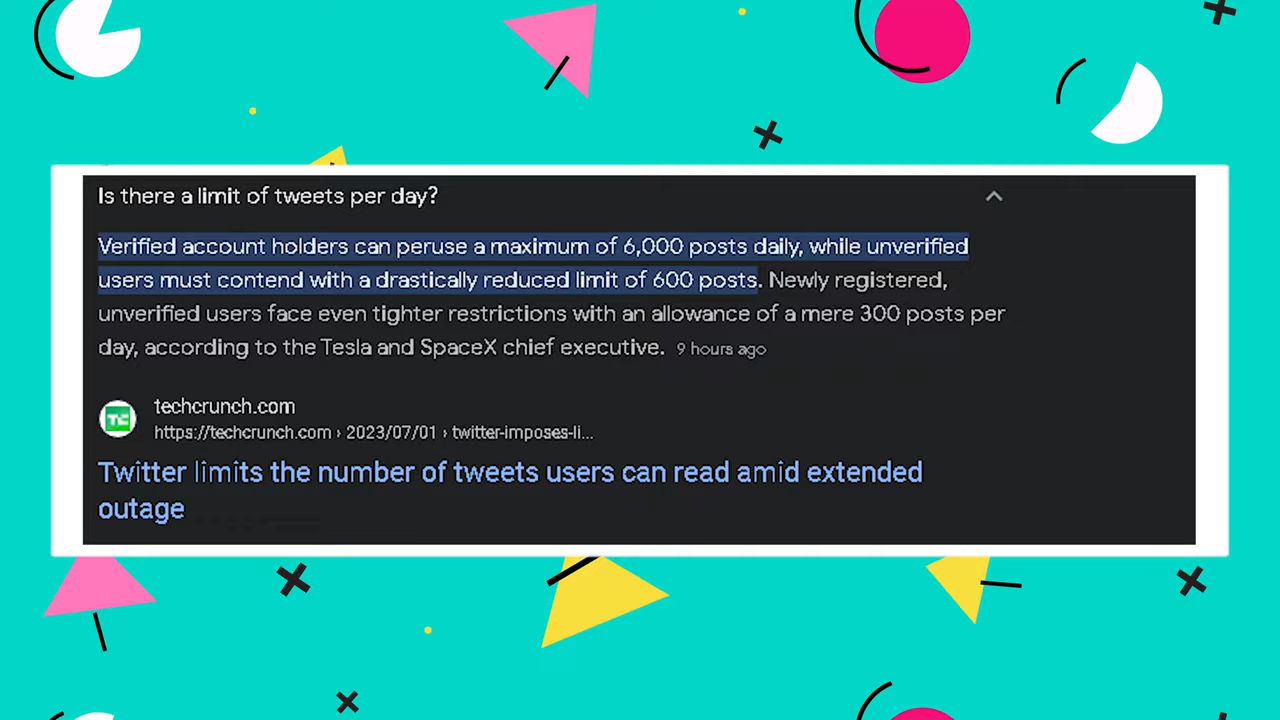 Is there a limit of tweets per day?
Verified account holders can peruse a maximum of 6,000 posts daily, while unverified
users must contend with a drastically reduced limit of 600 posts. Newly registered,
unverified users face even tighter restrictions with an allowance of a mere 300 posts per
day, according to the Tesla and SpaceX chief executive. 9 hours ago
TC
techcrunch.com
https://techcrunch.com › 2023/07/01 › twitter-imposes-li...
Twitter limits the number of tweets users can read amid extended
outage